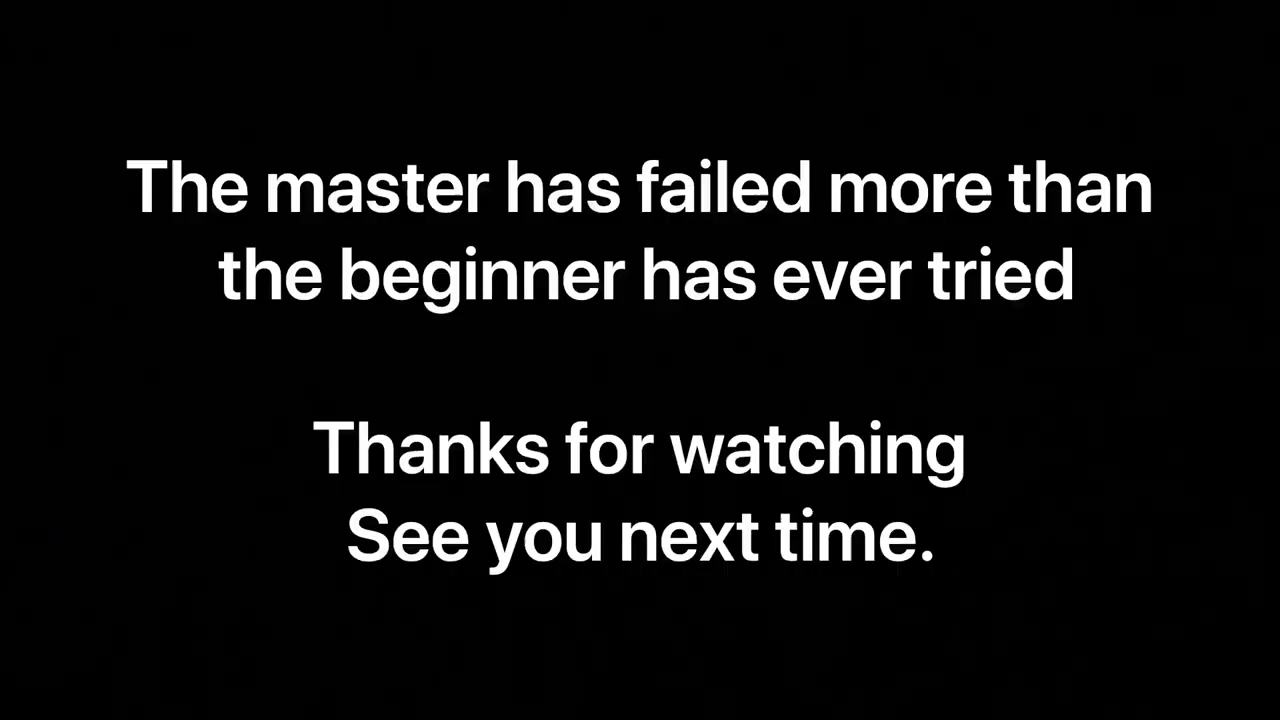 The master has failed more than
the beginner has ever tried
Thanks for watching
See you next time.